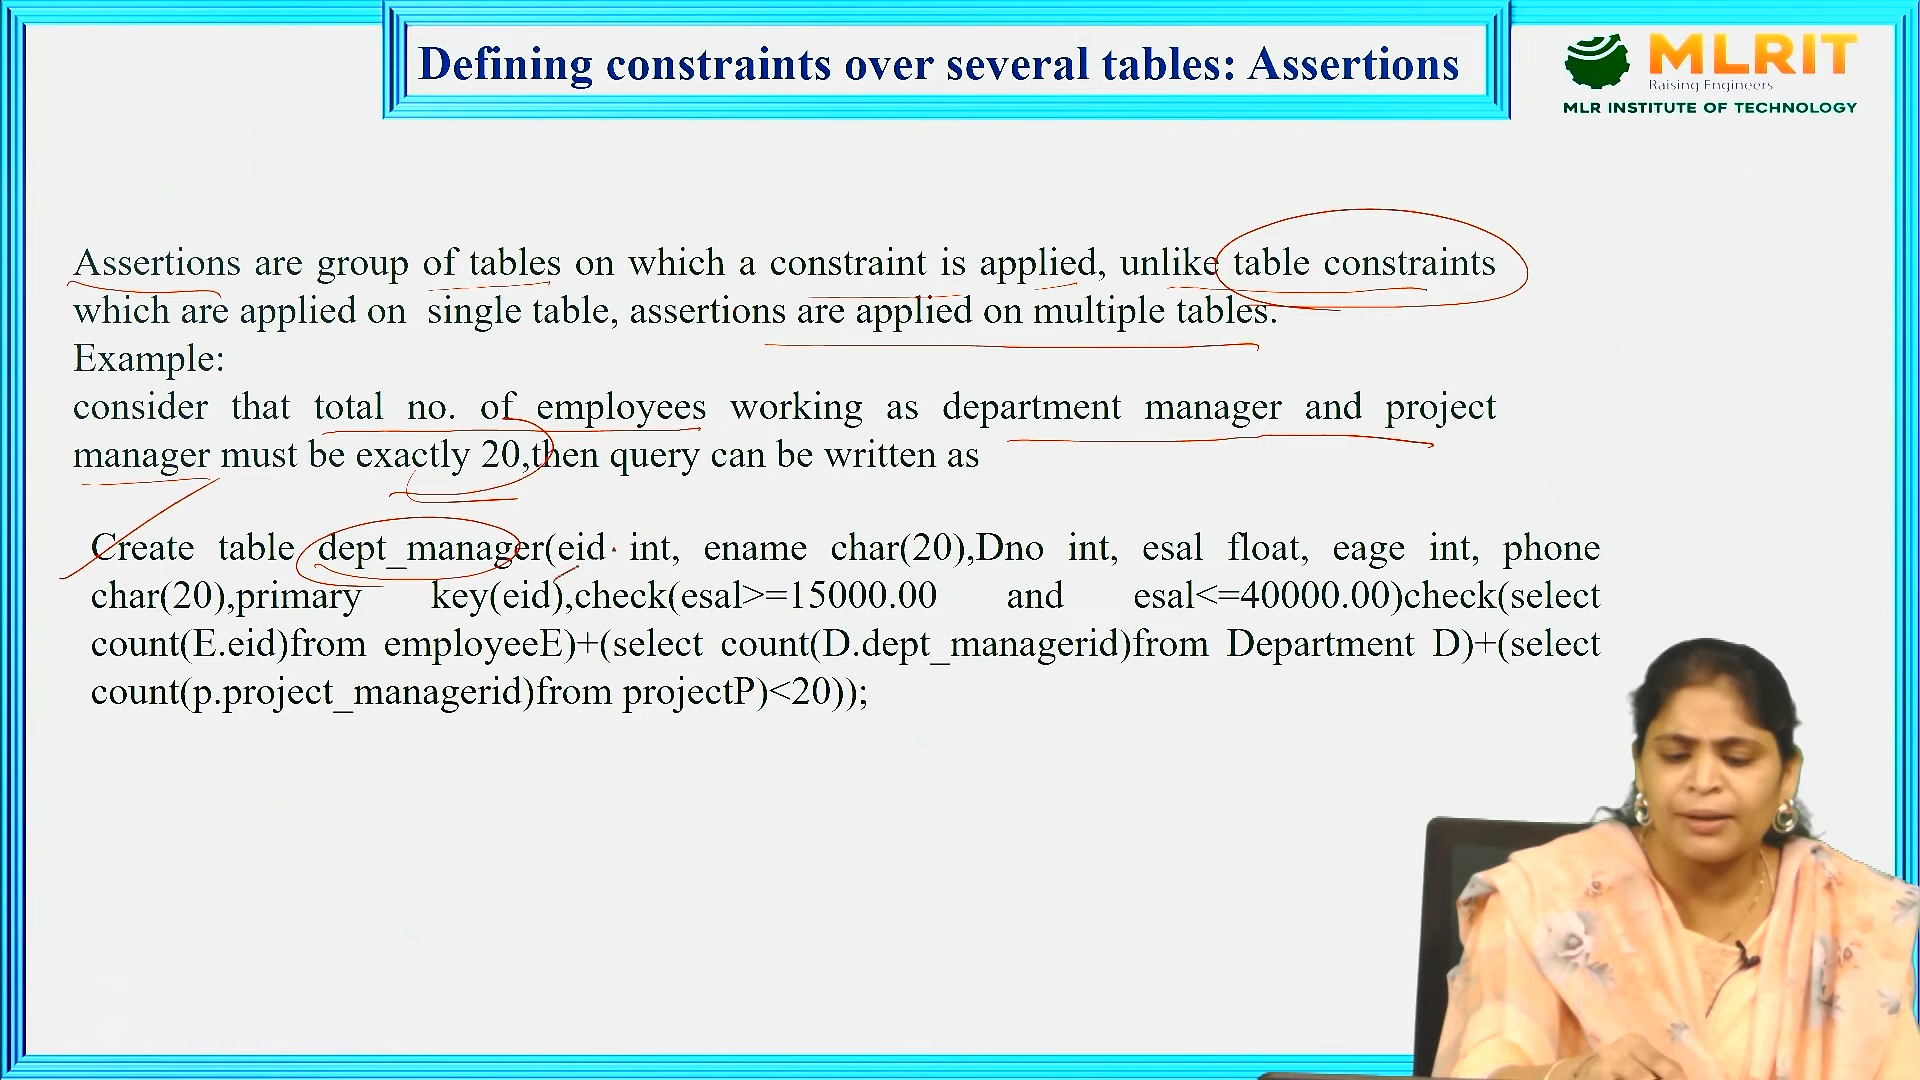 Defining constraints over several tables: Assertions
MLRIT
Raising Engineers
MLR INSTITUTE OF TECHNOLOGY
Assertions are group of tables on which a constraint is applied, unlike table constraints
which are applied on single table, assertions are applied on multiple tables.
Example:
consider that total no. of employees working as department manager and project
manager must be exactly 20,then query can be written as
Create table dept_manager(eid int, ename char(20),Dno int, esal float, eage int, phone
char(20),primary key(eid),check(esal>=15000.00 and esal<=40000.00)check(select
count(E.eid)from employeeE)+(select count(D.dept_managerid)from Department D)+(select
count(p.project_managerid)from projectP)<20));